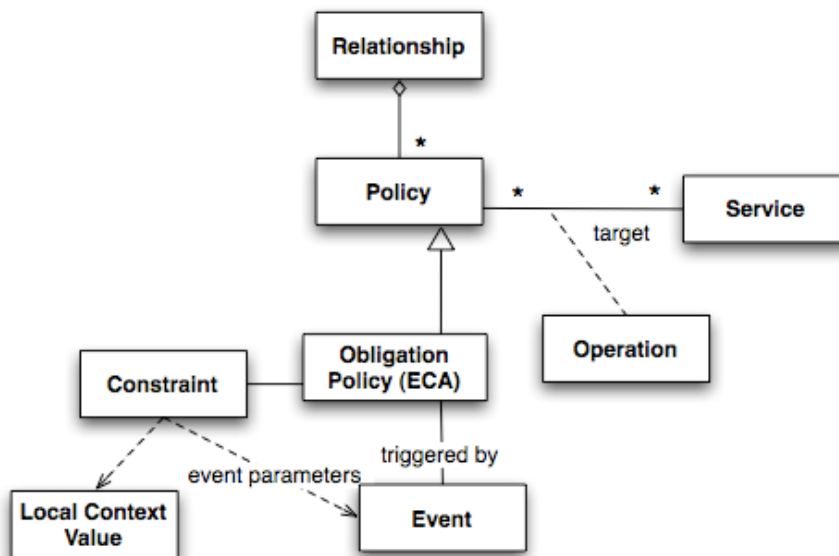 Relationship
*
Policy
*
*
Service
target
Operation
Obligation
Policy (ECA)
Constraint
triggered by
event parameters
Local Context
Value
Event